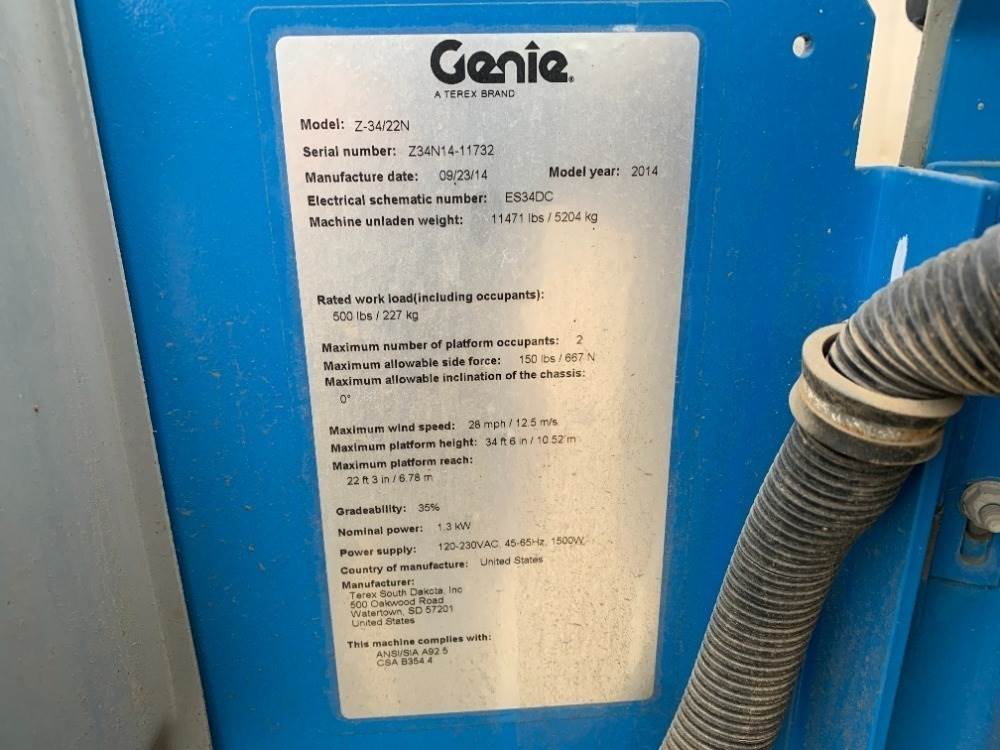 Genie®
A TEREX BRAND
Model: Z-34/22N
Serial number: Z34N14-11732
Manufacture date: 09/23/14 Model year: 2014
Electrical schematic number: ES34DC
Machine unladen weight: 11471 lbs / 5204 kg
Rated work load(including occupants):
500 lbs / 227 kg
Maximum number of platform occupants: 2
Maximum allowable side force: 150 lbs / 667 N
Maximum allowable inclination of the chassis:
0°
Maximum wind speed: 28 mph / 12.5 m/s
Maximum platform height: 34 ft 6 in / 10.52 m
Maximum platform reach:
22 ft 3 in / 6.78 m
Gradeability: 35%
Nominal power: 1.3 kW
Power supply: 120-230VAC, 45-65Hz, 1500W
Country of manufacture: United States
Manufacturer:
Terex South Dakota, Inc
500 Oakwood Road
Watertown, SD 57201
United States
This machine complies with:
ANSI/SIA A92.5
CSA B354.4